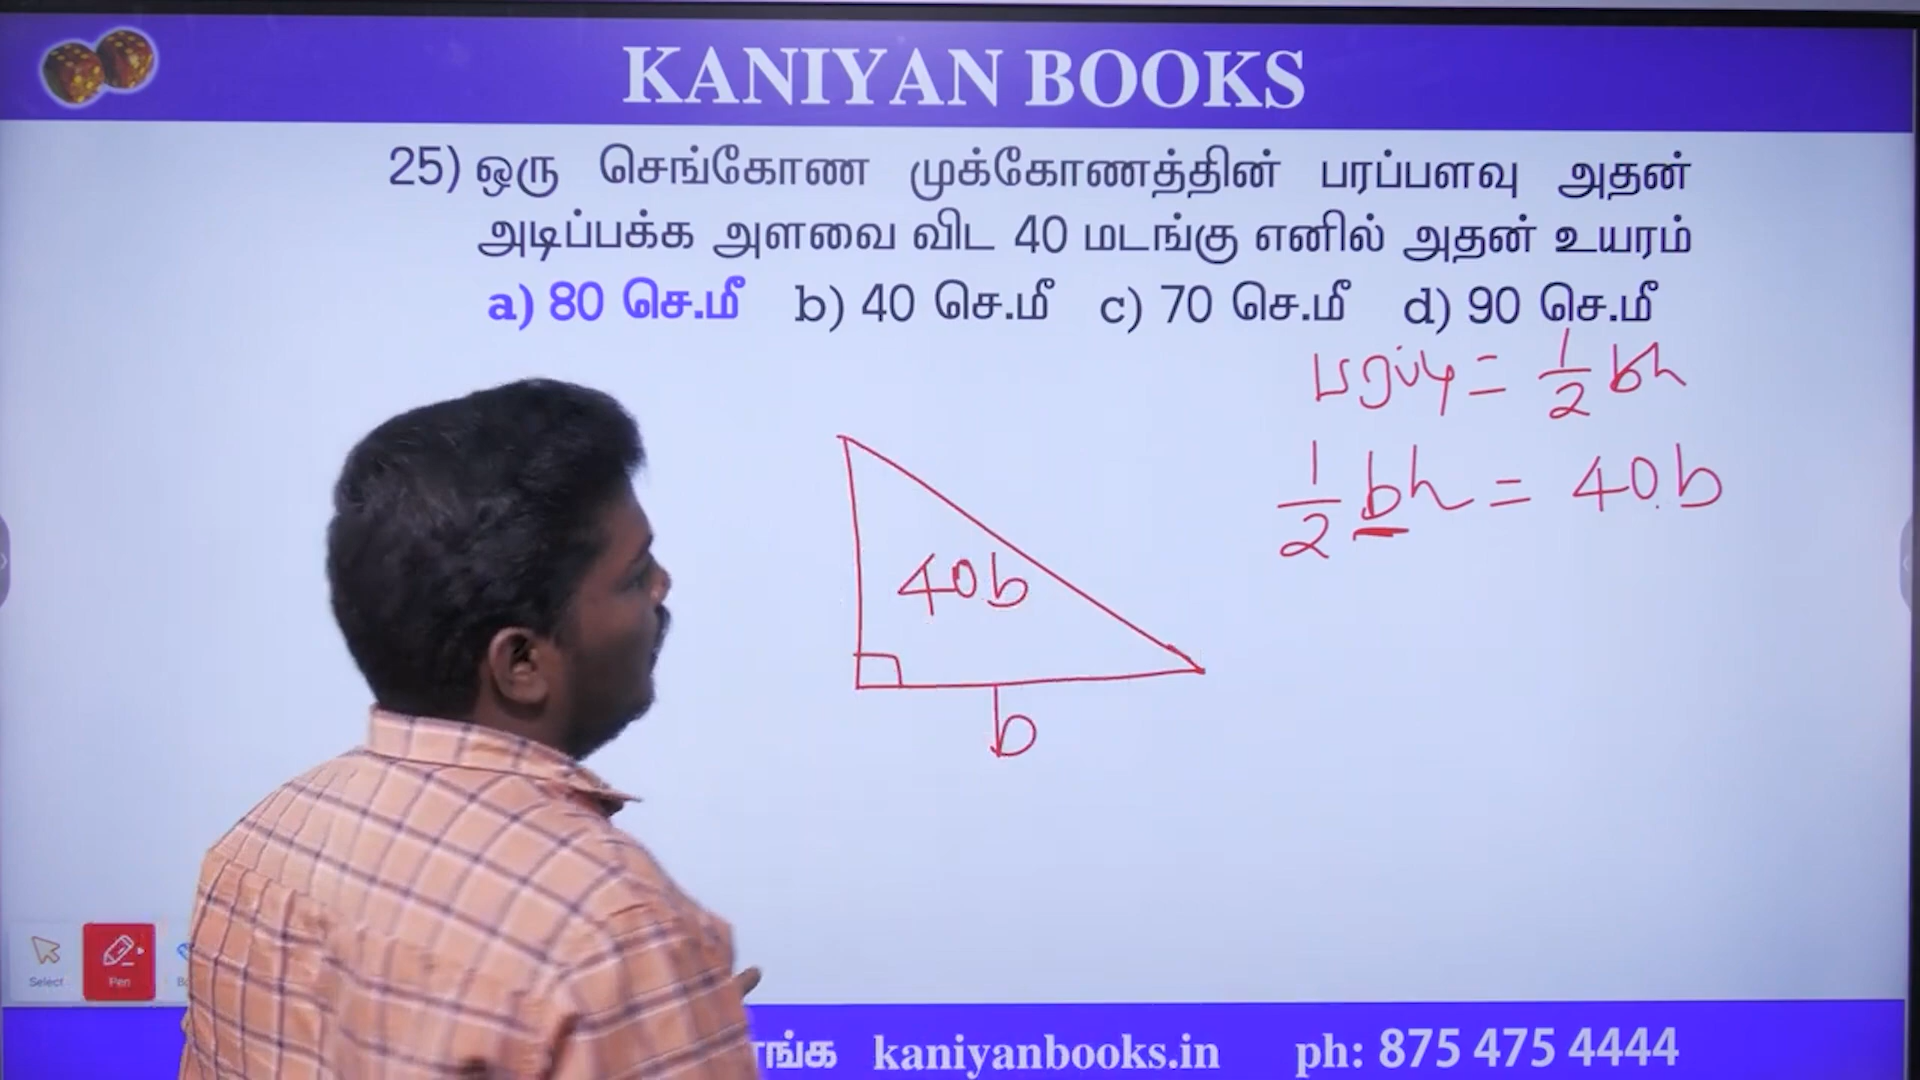 KANIYAN BOOKS
25) ஒரு செங்கோண முக்கோணத்தின் பரப்பளவு அதன்
அடிப்பக்க அளவை விட 40 மடங்கு எனில் அதன் உயரம்
a) 80 செ.மீ b) 40 செ.மீ c) 70 செ.மீ d) 90 செ.மீ
பரப்பு = 1/2 bh
1/2 bh = 40.b
40b
b
Select
Pen
kaniyanbooks.in ph: 875 475 4444